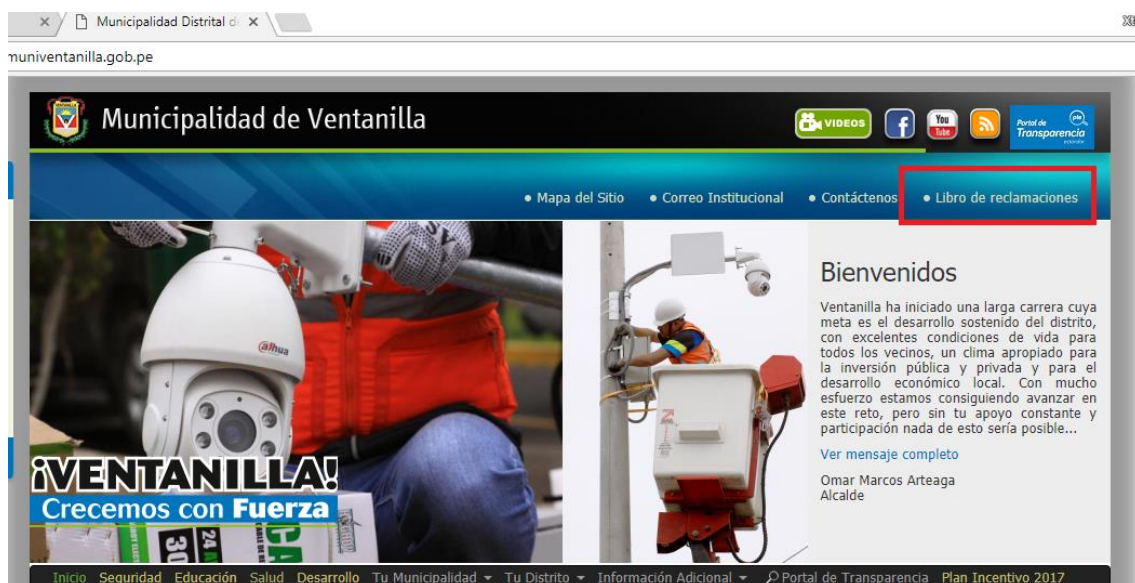 Municipalidad Distrital d
muniventanilla.gob.pe
Municipalidad de Ventanilla
VIDEOS
You
Tube
Portal de
Transparencia
Mapa del Sitio
Correo Institucional
Contáctenos
Libro de reclamaciones
alhua
¡VENTANILLA!
Crecemos con Fuerza
Bienvenidos
Ventanilla ha iniciado una larga carrera cuya
meta es el desarrollo sostenido del distrito,
con excelentes condiciones de vida para
todos los vecinos, un clima apropiado para
la inversión pública y privada y para el
desarrollo económico local. Con mucho
esfuerzo estamos consiguiendo avanzar en
este reto, pero sin tu apoyo constante y
participación nada de esto sería posible...
Ver mensaje completo
Omar Marcos Arteaga
Alcalde
Inicio Seguridad Educación Salud Desarrollo Tu Municipalidad Tu Distrito Información Adicional Portal de Transparencia Plan Incentivo 2017